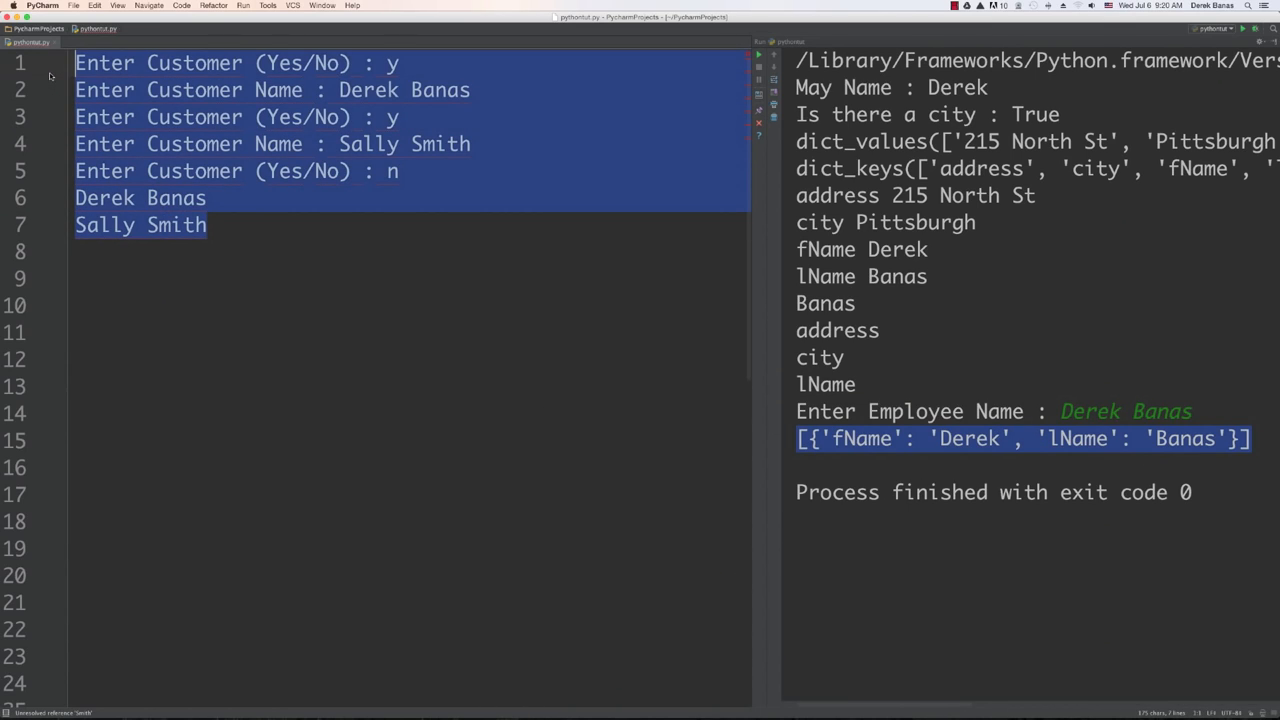 PyCharm File Edit View Navigate Code Refactor Run Tools VCS Window Help 10 Wed Jul 6 9:20 AM Derek Banas
pythontut.py - PycharmProjects - [~/PycharmProjects]
PycharmProjects pythontut.py pythontut
pythontut.py Run pythontut
1 Enter Customer (Yes/No) : y
2 Enter Customer Name : Derek Banas
3 Enter Customer (Yes/No) : y
4 Enter Customer Name : Sally Smith
5 Enter Customer (Yes/No) : n
6 Derek Banas
7 Sally Smith
8
9
10
11
12
13
14
15
16
17
18
19
20
21
22
23
24
/Library/Frameworks/Python.framework/Vers
May Name : Derek
Is there a city : True
dict_values(['215 North St', 'Pittsburgh
dict_keys(['address', 'city', 'fName', '
address 215 North St
city Pittsburgh
fName Derek
lName Banas
Banas
address
city
lName
Enter Employee Name : Derek Banas
[{'fName': 'Derek', 'lName': 'Banas'}]
Process finished with exit code 0
Unresolved reference 'Smith' 175 chars, 7 lines 1:1 LF÷ UTF-8÷